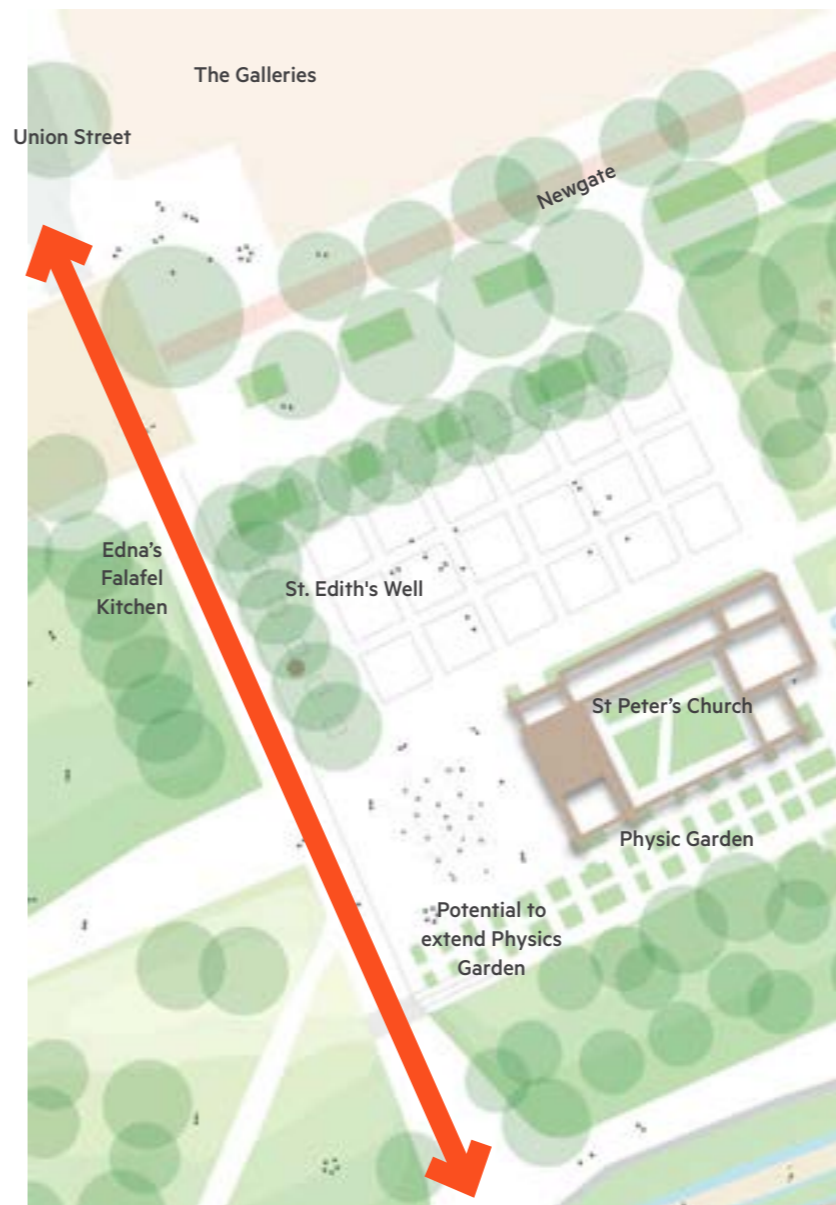 The Galleries
Union Street
Newgate
Edna's
Falafel
Kitchen
St. Edith's Well
St Peter's Church
Physic Garden
Potential to
extend Physics
Garden